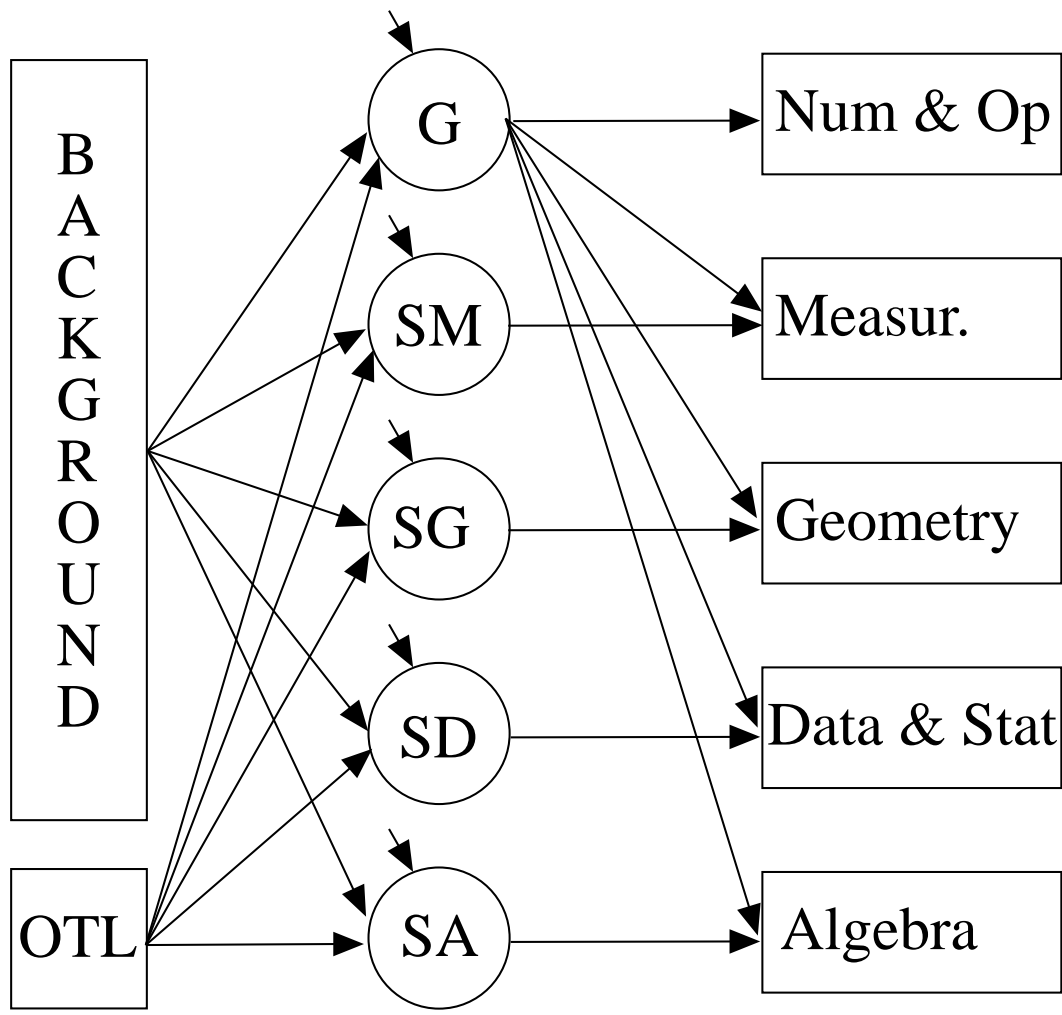 B
A
C
K
G
R
O
U
N
D
OTL
G
SM
SG
SD
SA
Num & Op
Measur.
Geometry
Data & Stat
Algebra